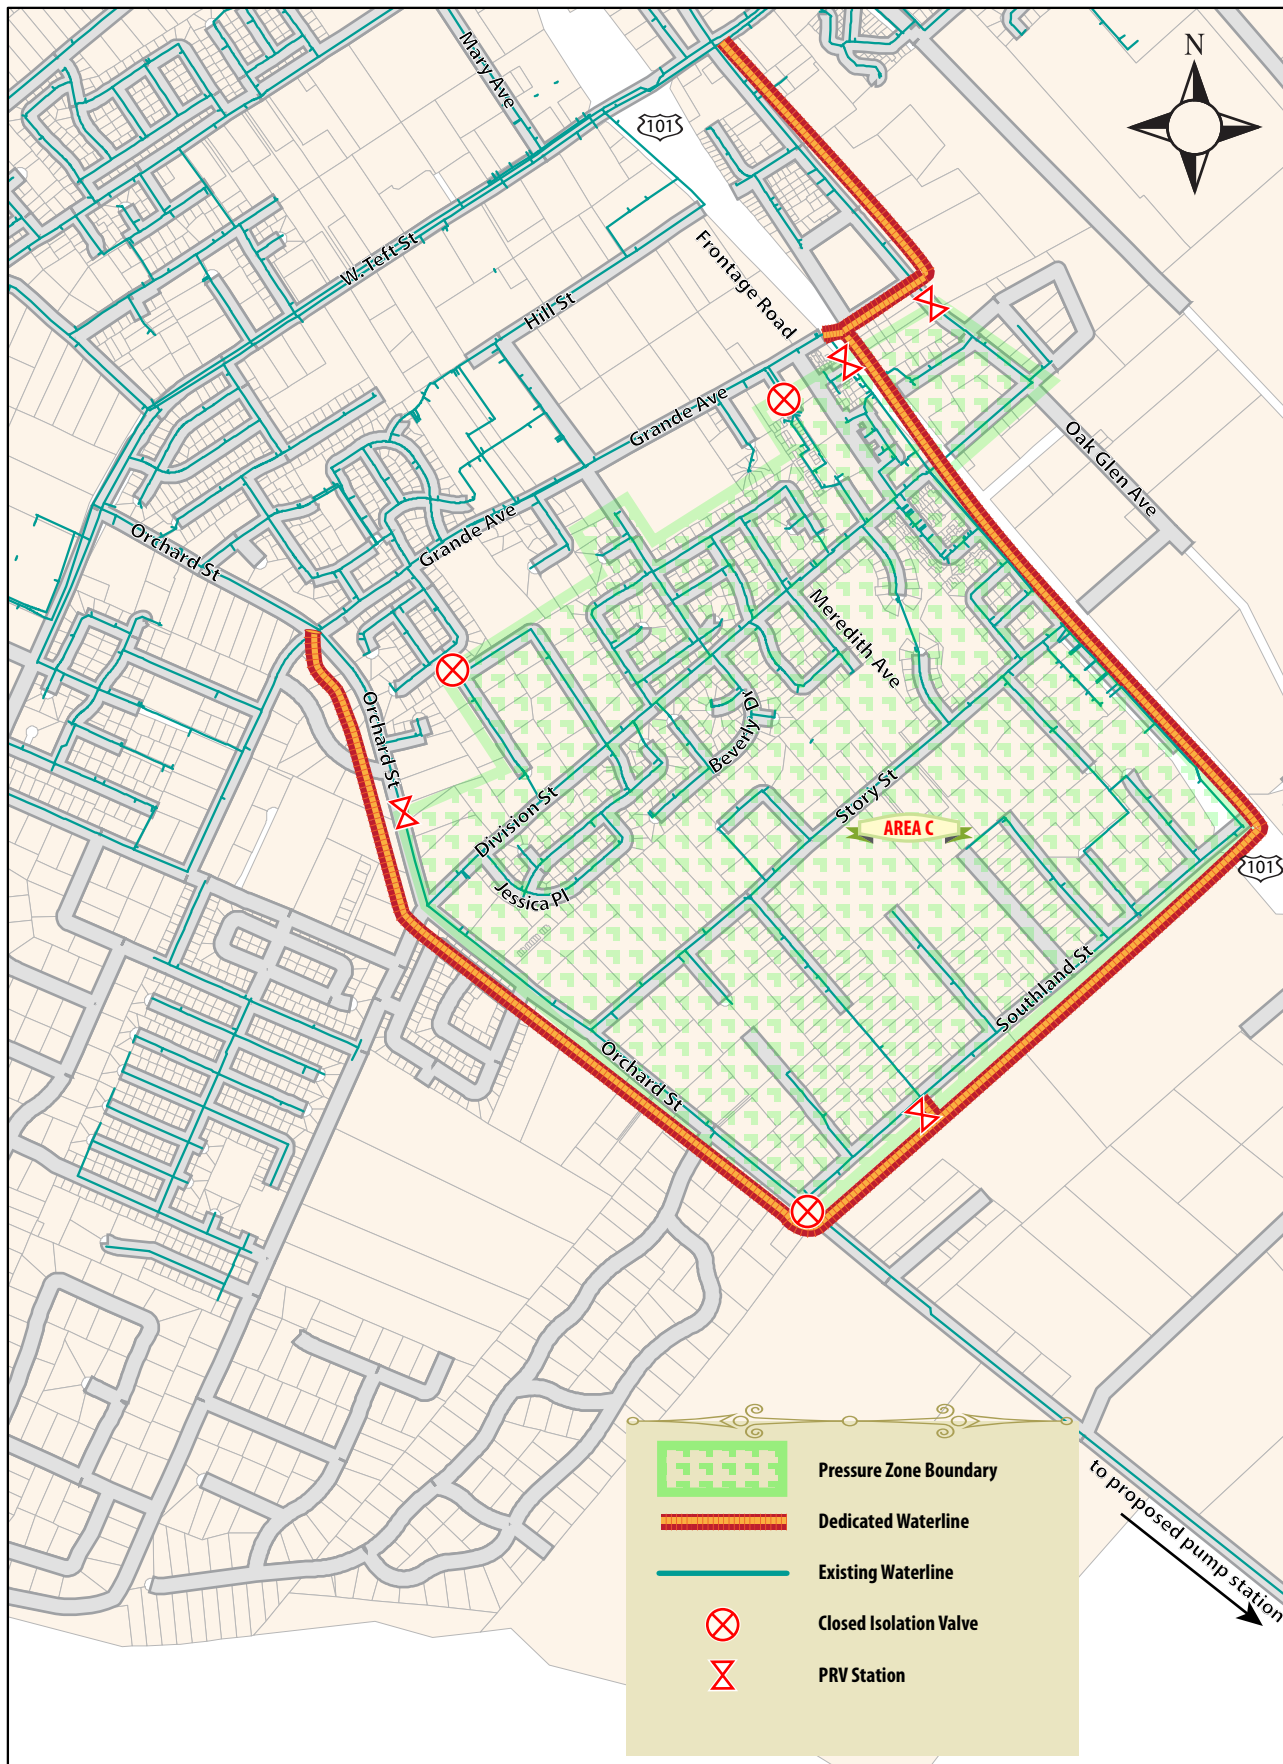 N
Mary Ave
101
W. Teft St
Frontage Road
Hill St
Grande Ave
Oak Glen Ave
Orchard St
Grande Ave
Meredith Ave
Orchard St
Beverly Dr
Story St
Division St
AREA C
101
Jessica Pl
Southland St
Orchard St
to proposed pump station
Pressure Zone Boundary
Dedicated Waterline
Existing Waterline
Closed Isolation Valve
PRV Station